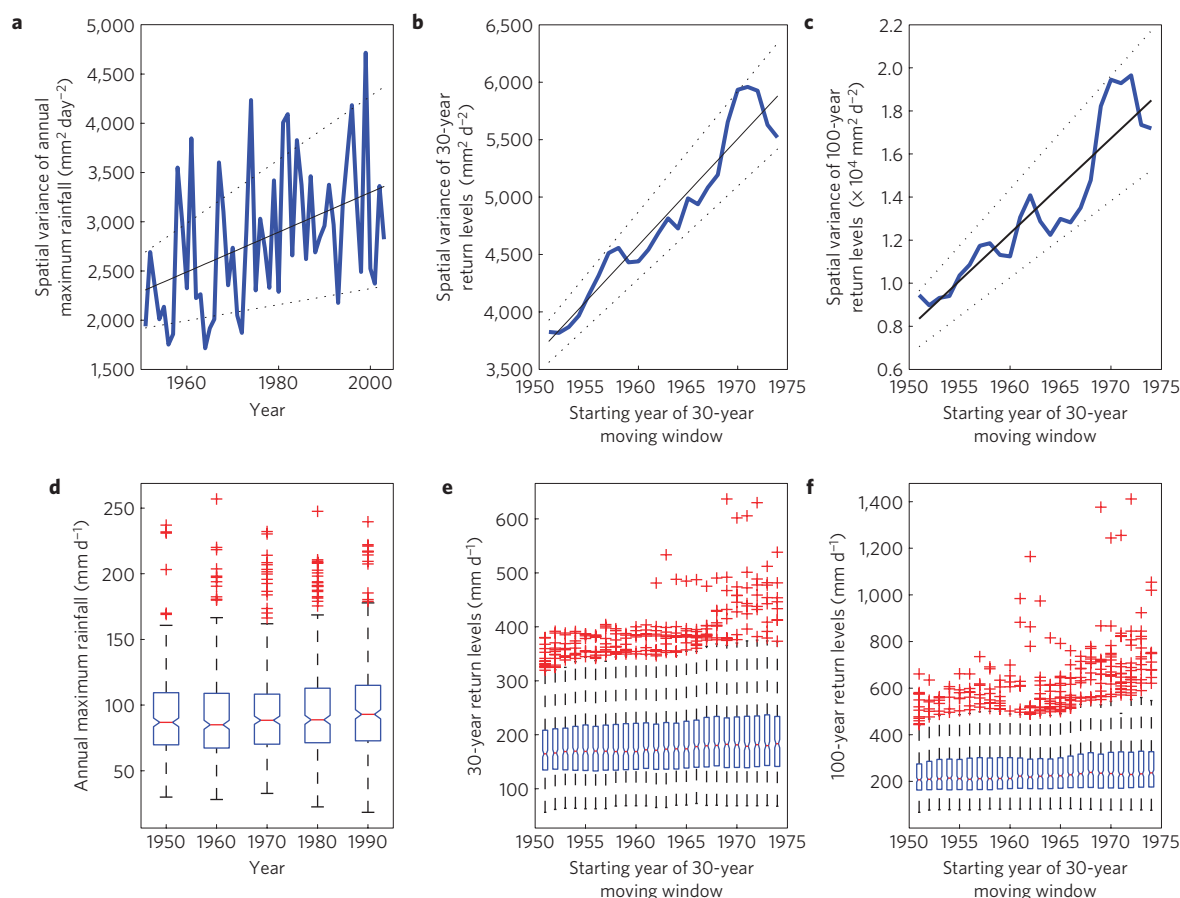 a
5,000
4,500
4,000
3,500
3,000
2,500
2,000
1,500
1960 1980 2000
Year
Spatial variance of annual
maximum rainfall (mm² day⁻²)
b
6,500
6,000
5,500
5,000
4,500
4,000
3,500
1950 1955 1960 1965 1970 1975
Starting year of 30-year
moving window
Spatial variance of 30-year
return levels (mm² d⁻²)
c
2.2
2.0
1.8
1.6
1.4
1.2
1.0
0.8
0.6
1950 1955 1960 1965 1970 1975
Starting year of 30-year
moving window
Spatial variance of 100-year
return levels (× 10⁴ mm² d⁻²)
d
250
200
150
100
50
1950 1960 1970 1980 1990
Year
Annual maximum rainfall (mm d⁻¹)
e
600
500
400
300
200
100
1950 1955 1960 1965 1970 1975
Starting year of 30-year
moving window
30-year return levels (mm d⁻¹)
f
1,400
1,200
1,000
800
600
400
200
1950 1955 1960 1965 1970 1975
Starting year of 30-year
moving window
100-year return levels (mm d⁻¹)